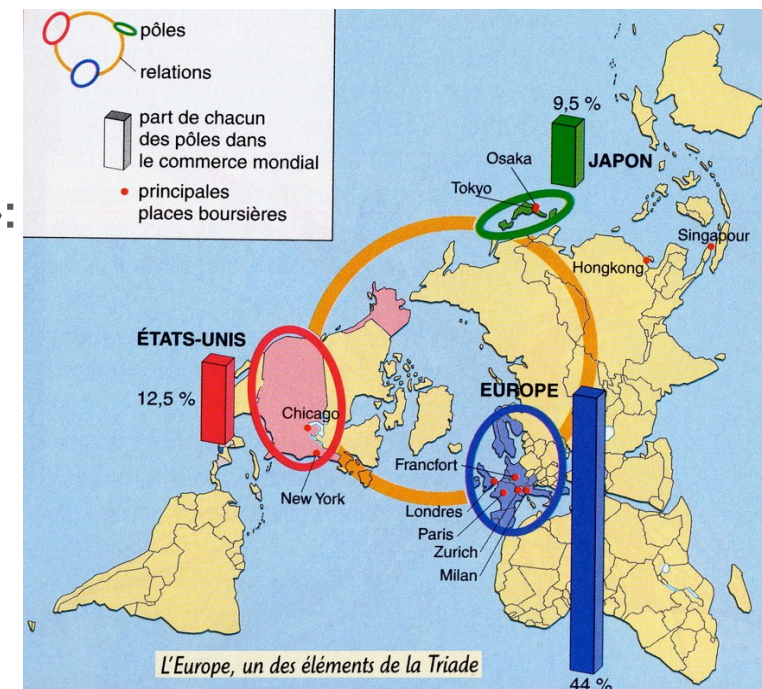 pôles
relations
part de chacun
des pôles dans
le commerce mondial
principales
places boursières
9,5 %
JAPON
Osaka
Tokyo
Singapour
Hongkong
ÉTATS-UNIS
12,5 %
Chicago
New York
EUROPE
Francfort
Londres
Paris
Zurich
Milan
44 %
L'Europe, un des éléments de la Triade